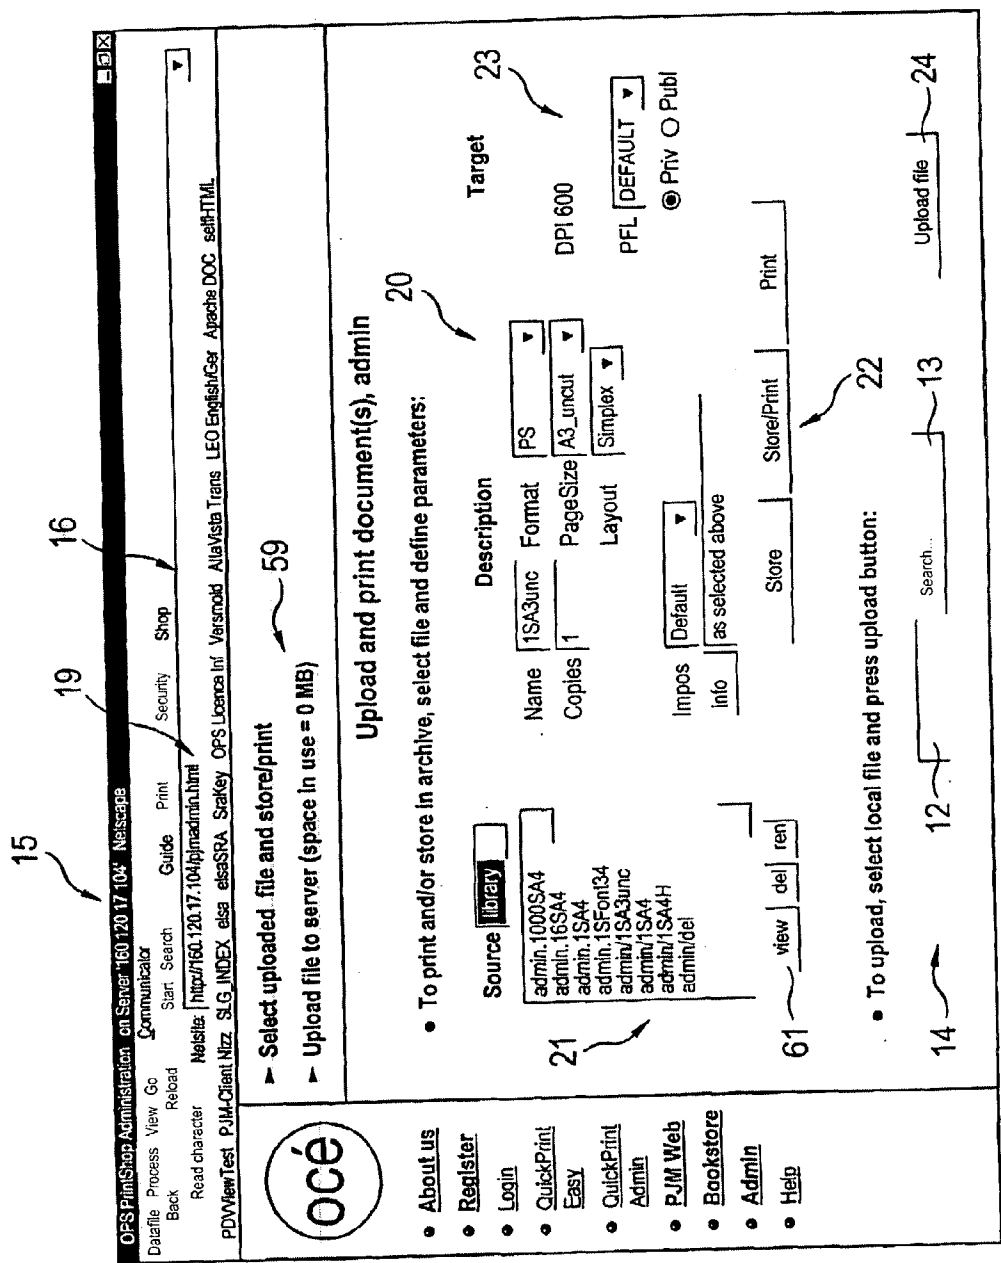 15
OPS PrintShop Administration on Server '160 120 17 104' Netscape
Datafile Process View Go Communicator
Back Reload Start Search Guide Print Security Shop
19
16
Read character Netsite: http://160.120.17.104/pjmadmin.html
PDWiewTest PJM-Client Nizz SLG_INDEX elsa elsaSRA SraKey OPS Licence Inf Versmold AltaVista Trans LEO English/Ger Apache DOC selfHTML
océ
Select uploaded file and store/print
Upload file to server (space in use = 0 MB)
59
• About us
• Register
• Login
• QuickPrint
Easy
• QuickPrint
Admin
• PJM Web
• Bookstore
• Admin
• Help
Upload and print document(s), admin
• To print and/or store in archive, select file and define parameters:
20
23
Source library
Description
Target
admin.1000SA4
admin.16SA4
admin.1SA4
admin.1SFont34
admin/1SA3unc
admin/1SA4
admin/1SA4H
admin/del
21
Name 1SA3unc Format PS
DPI 600
Copies 1 PageSize A3_uncut
Layout Simplex
PFL DEFAULT
Priv Publ
Impos Default
info as selected above
61
view del ren
Store Store/Print Print
22
• To upload, select local file and press upload button:
14
12
Search...
13
Upload file
24